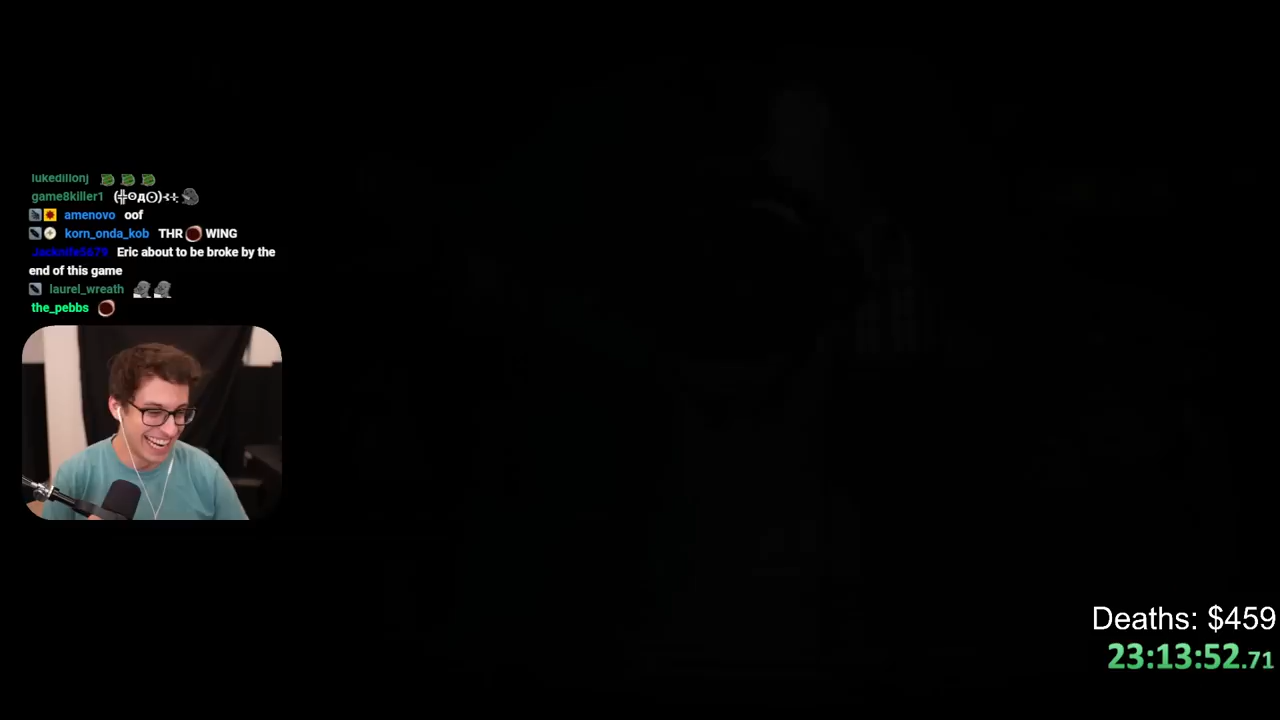 lukedillonj
game8killer1 (╬ʘдʘ)
amenovo oof
korn_onda_kob THR WING
Jacknife5679 Eric about to be broke by the
end of this game
laurel_wreath
the_pebbs
Deaths: $459
23:13:52.71